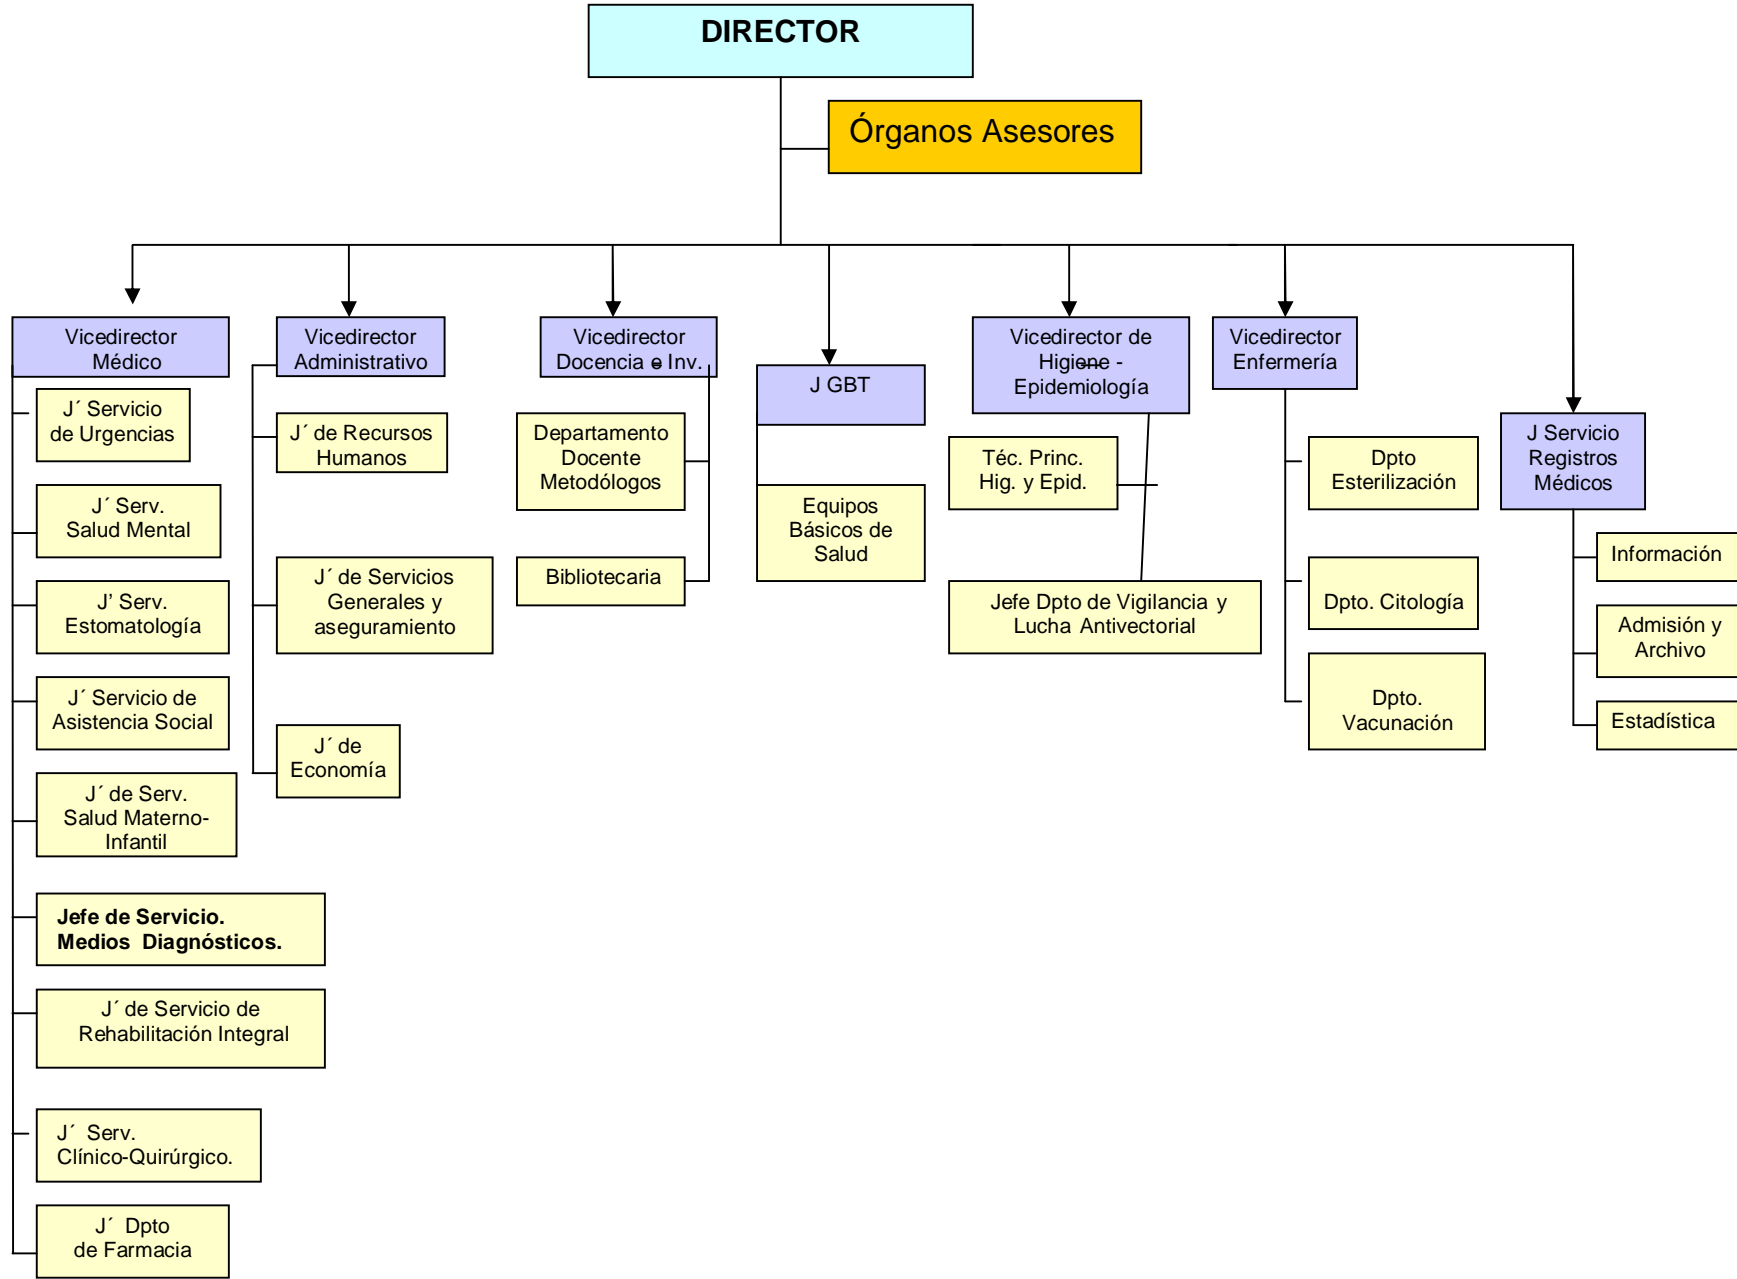 DIRECTOR
Órganos Asesores
Vicedirector
Médico
J´ Servicio
de Urgencias
J´ Serv.
Salud Mental
J’ Serv.
Estomatología
J´ Servicio de
Asistencia Social
J´ de Serv.
Salud Materno-
Infantil
Jefe de Servicio.
Medios Diagnósticos.
J´ de Servicio de
Rehabilitación Integral
J´ Serv.
Clínico-Quirúrgico.
J´ Dpto
de Farmacia
Vicedirector
Administrativo
J´ de Recursos
Humanos
J´ de Servicios
Generales y
aseguramiento
J´ de
Economía
Vicedirector
Docencia e Inv.
Departamento
Docente
Metodólogos
Bibliotecaria
J GBT
Equipos
Básicos de
Salud
Vicedirector de
Higiene -
Epidemiología
Téc. Princ.
Hig. y Epid.
Jefe Dpto de Vigilancia y
Lucha Antivectorial
Vicedirector
Enfermería
Dpto
Esterilización
Dpto. Citología
Dpto.
Vacunación
J Servicio
Registros
Médicos
Información
Admisión y
Archivo
Estadística